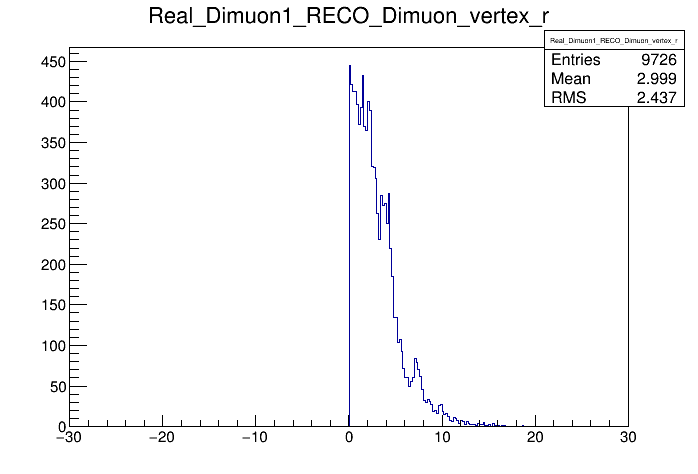 Real_Dimuon1_RECO_Dimuon_vertex_r
Real_Dimuon1_RECO_Dimuon_vertex_r
Entries 9726
Mean 2.999
RMS 2.437
450
400
350
300
250
200
150
100
50
0
−30 −20 −10 0 10 20 30